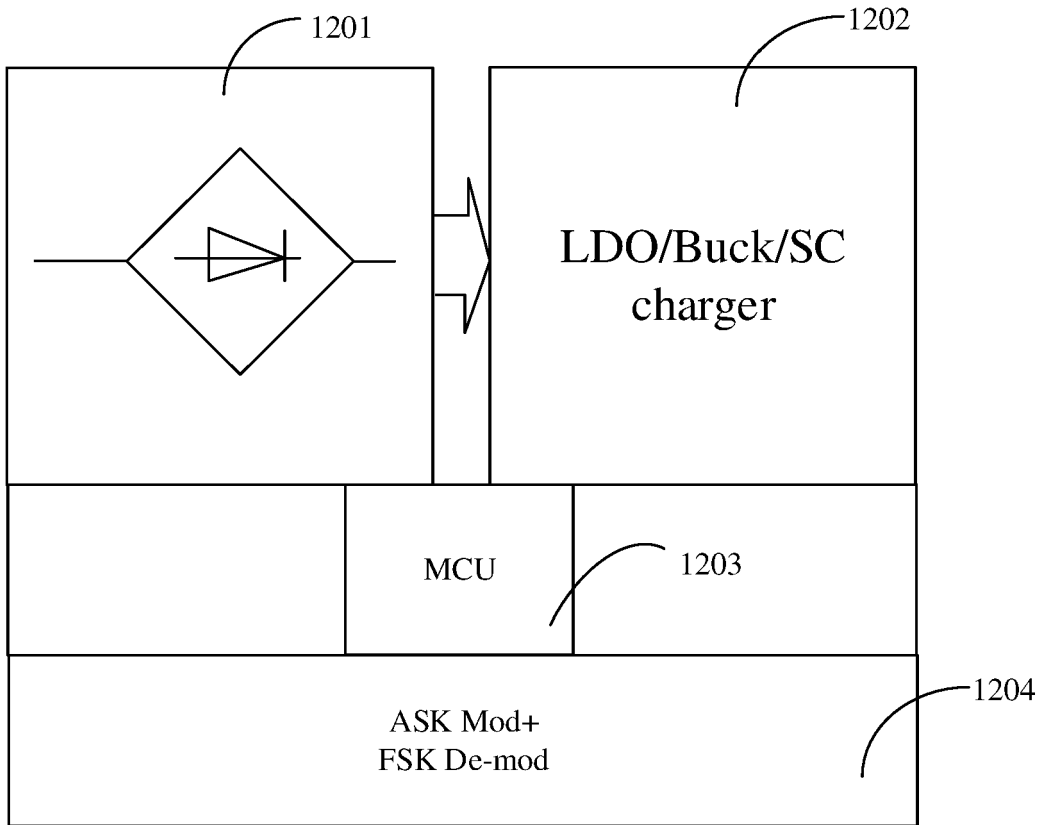 1201
1202
LDO/Buck/SC
charger
MCU
1203
1204
ASK Mod+
FSK De-mod